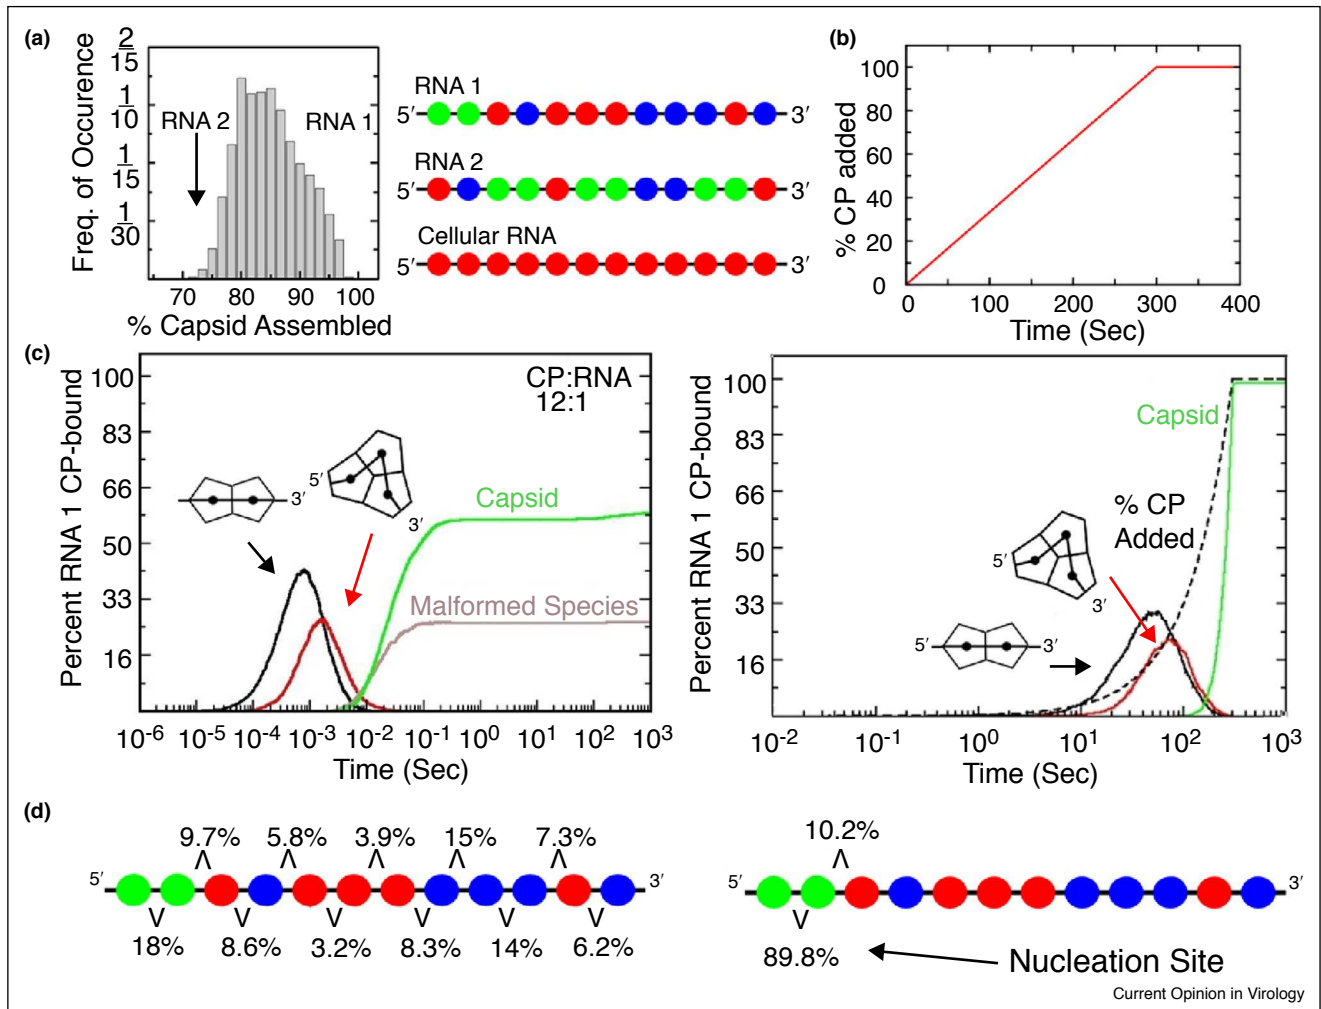 (a)
Freq. of Occurence
2
15
1
10
1
15
1
30
RNA 2
RNA 1
70 80 90 100
% Capsid Assembled
RNA 1
5′ 3′
RNA 2
5′ 3′
Cellular RNA
5′ 3′
(b)
% CP added
100
80
60
40
20
0
0 100 200 300 400
Time (Sec)
(c)
Percent RNA 1 CP-bound
100
83
66
50
33
16
CP:RNA
12:1
5′
3′
3′
Capsid
Malformed Species
10-6 10-5 10-4 10-3 10-2 10-1 100 101 102 103
Time (Sec)
Percent RNA 1 CP-bound
100
83
66
50
33
16
Capsid
% CP
Added
5′
3′
5′ 3′
10-2 10-1 100 101 102 103
Time (Sec)
(d)
9.7% 5.8% 3.9% 15% 7.3%
5′ 3′
18% 8.6% 3.2% 8.3% 14% 6.2%
10.2%
5′ 3′
89.8%
Nucleation Site
Current Opinion in Virology